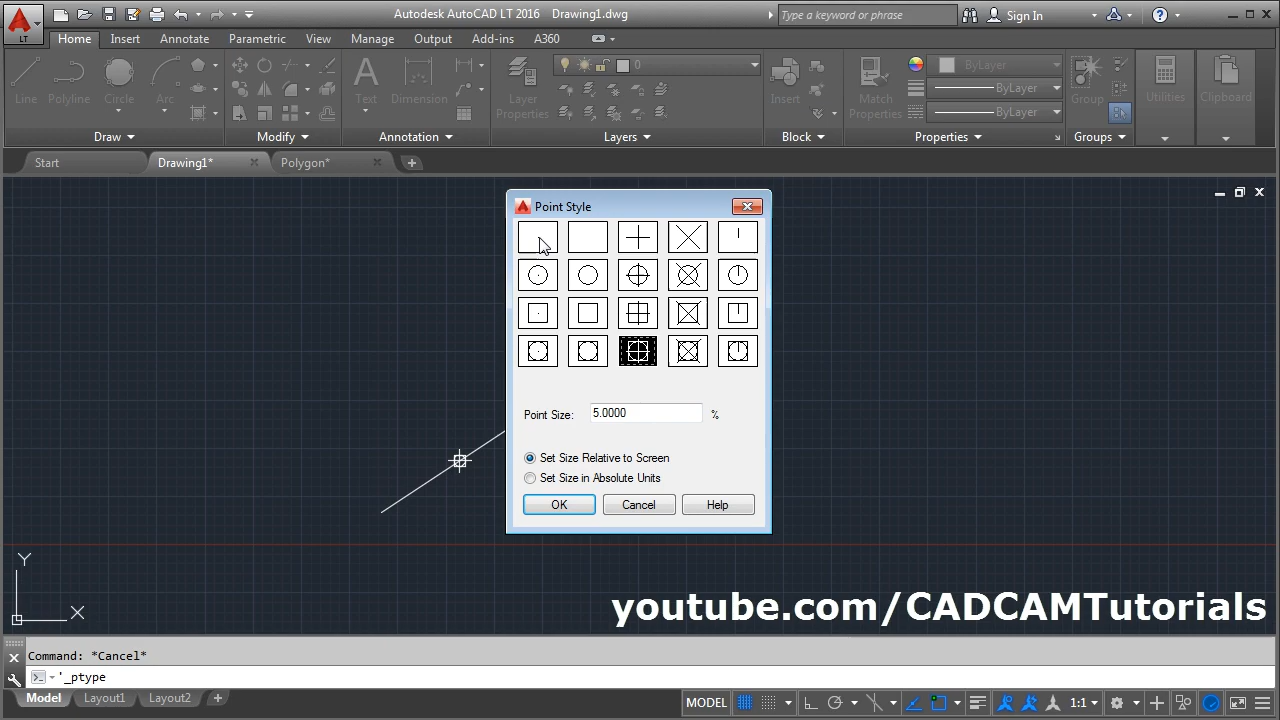 Autodesk AutoCAD LT 2016 Drawing1.dwg
Type a keyword or phrase
Sign In
LT
Home Insert Annotate Parametric View Manage Output Add-ins A360
Line Polyline Circle Arc
Text Dimension
Layer Properties
0
Insert
Match Properties
ByLayer
ByLayer
ByLayer
Group
Utilities
Clipboard
Draw Modify Annotation Layers Block Properties Groups
Start Drawing1* Polygon*
Point Style
Point Size: 5.0000 %
Set Size Relative to Screen
Set Size in Absolute Units
OK Cancel Help
Y
X
youtube.com/CADCAMTutorials
Command: *Cancel*
'_ptype
Model Layout1 Layout2
MODEL 1:1